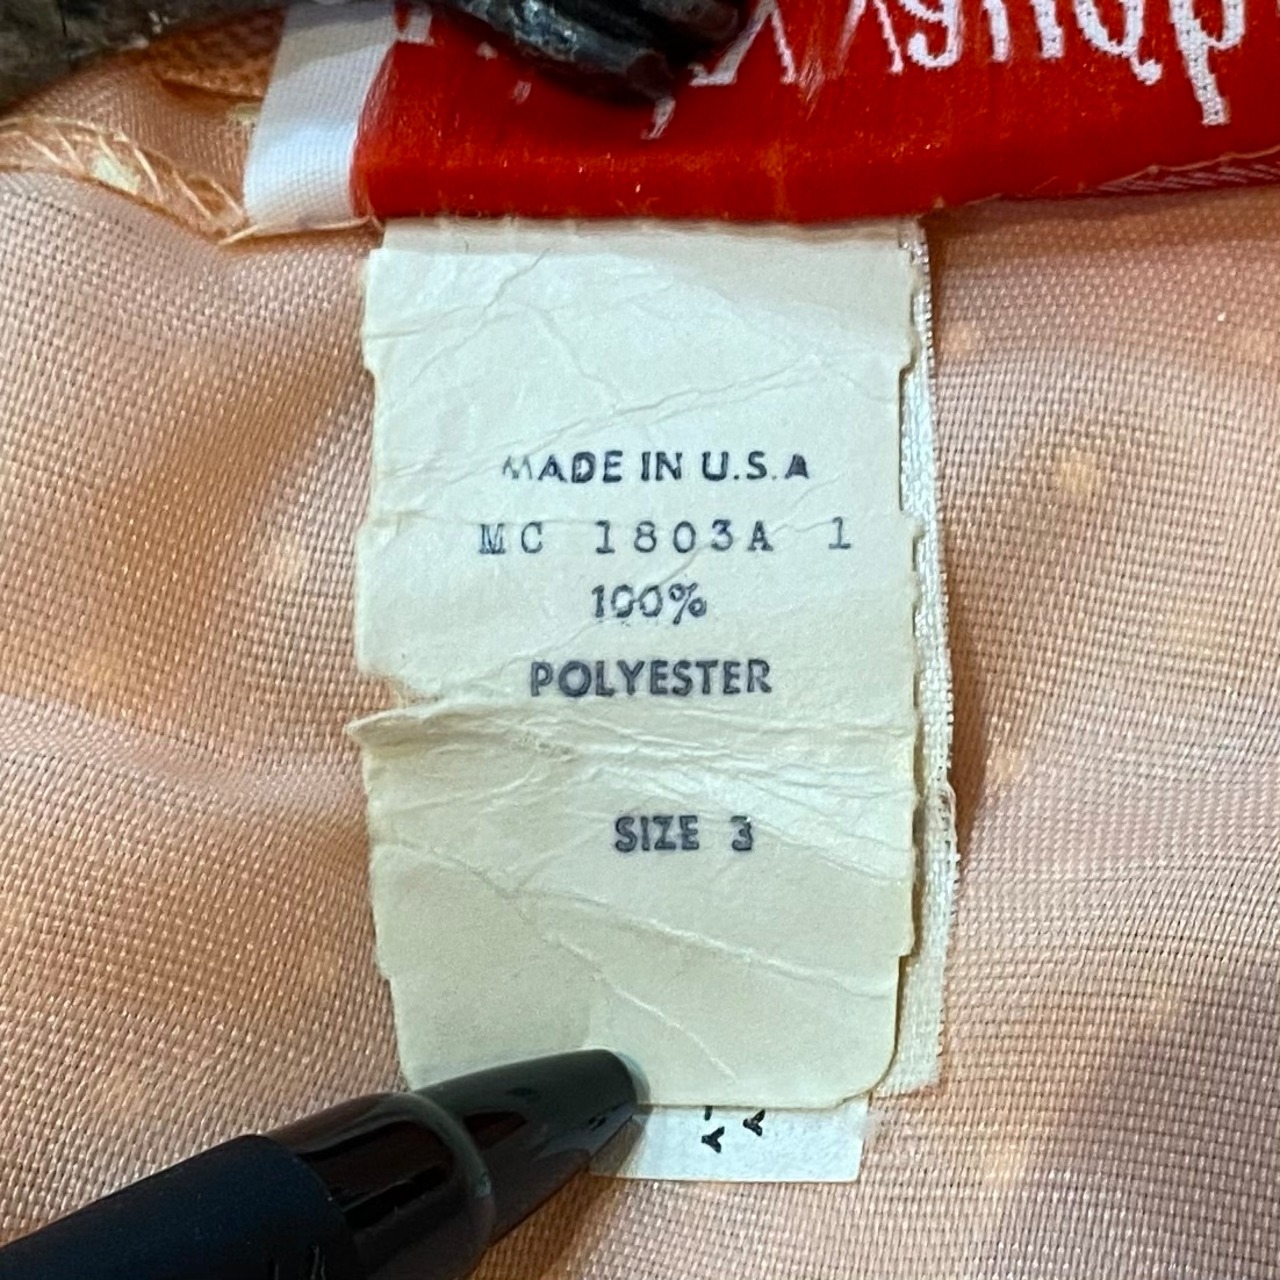 MADE IN U.S.A
MC 1803A 1
100%
POLYESTER
SIZE 3